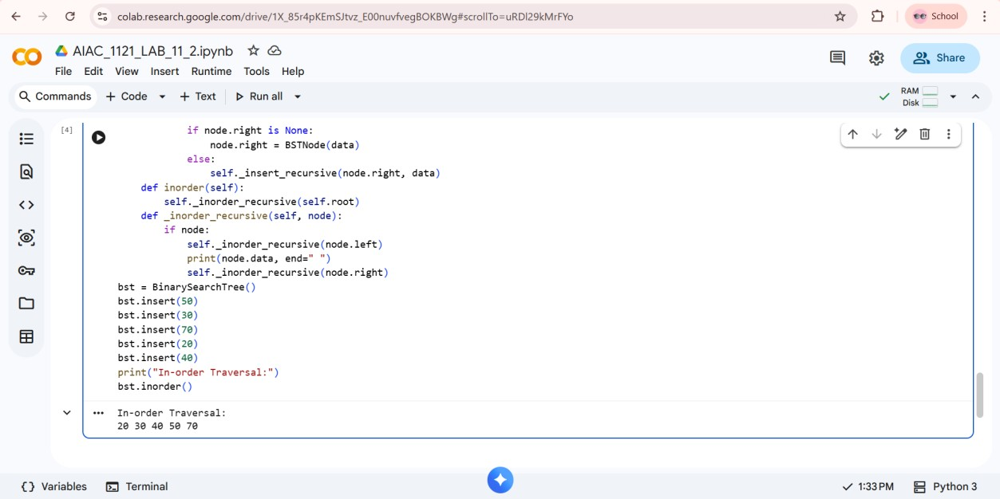 colab.research.google.com/drive/1X_85r4pKEmSJtvz_E00nuvfvegBOKBWg#scrollTo=uRDl29kMrFYo
School
CO
AIAC_1121_LAB_11_2.ipynb
File Edit View Insert Runtime Tools Help
Share
Commands + Code + Text Run all
RAM
Disk
[4]
if node.right is None:
node.right = BSTNode(data)
else:
self._insert_recursive(node.right, data)
def inorder(self):
self._inorder_recursive(self.root)
def _inorder_recursive(self, node):
if node:
self._inorder_recursive(node.left)
print(node.data, end=" ")
self._inorder_recursive(node.right)
bst = BinarySearchTree()
bst.insert(50)
bst.insert(30)
bst.insert(70)
bst.insert(20)
bst.insert(40)
print("In-order Traversal:")
bst.inorder()
In-order Traversal:
20 30 40 50 70
{} Variables Terminal
1:33 PM Python 3